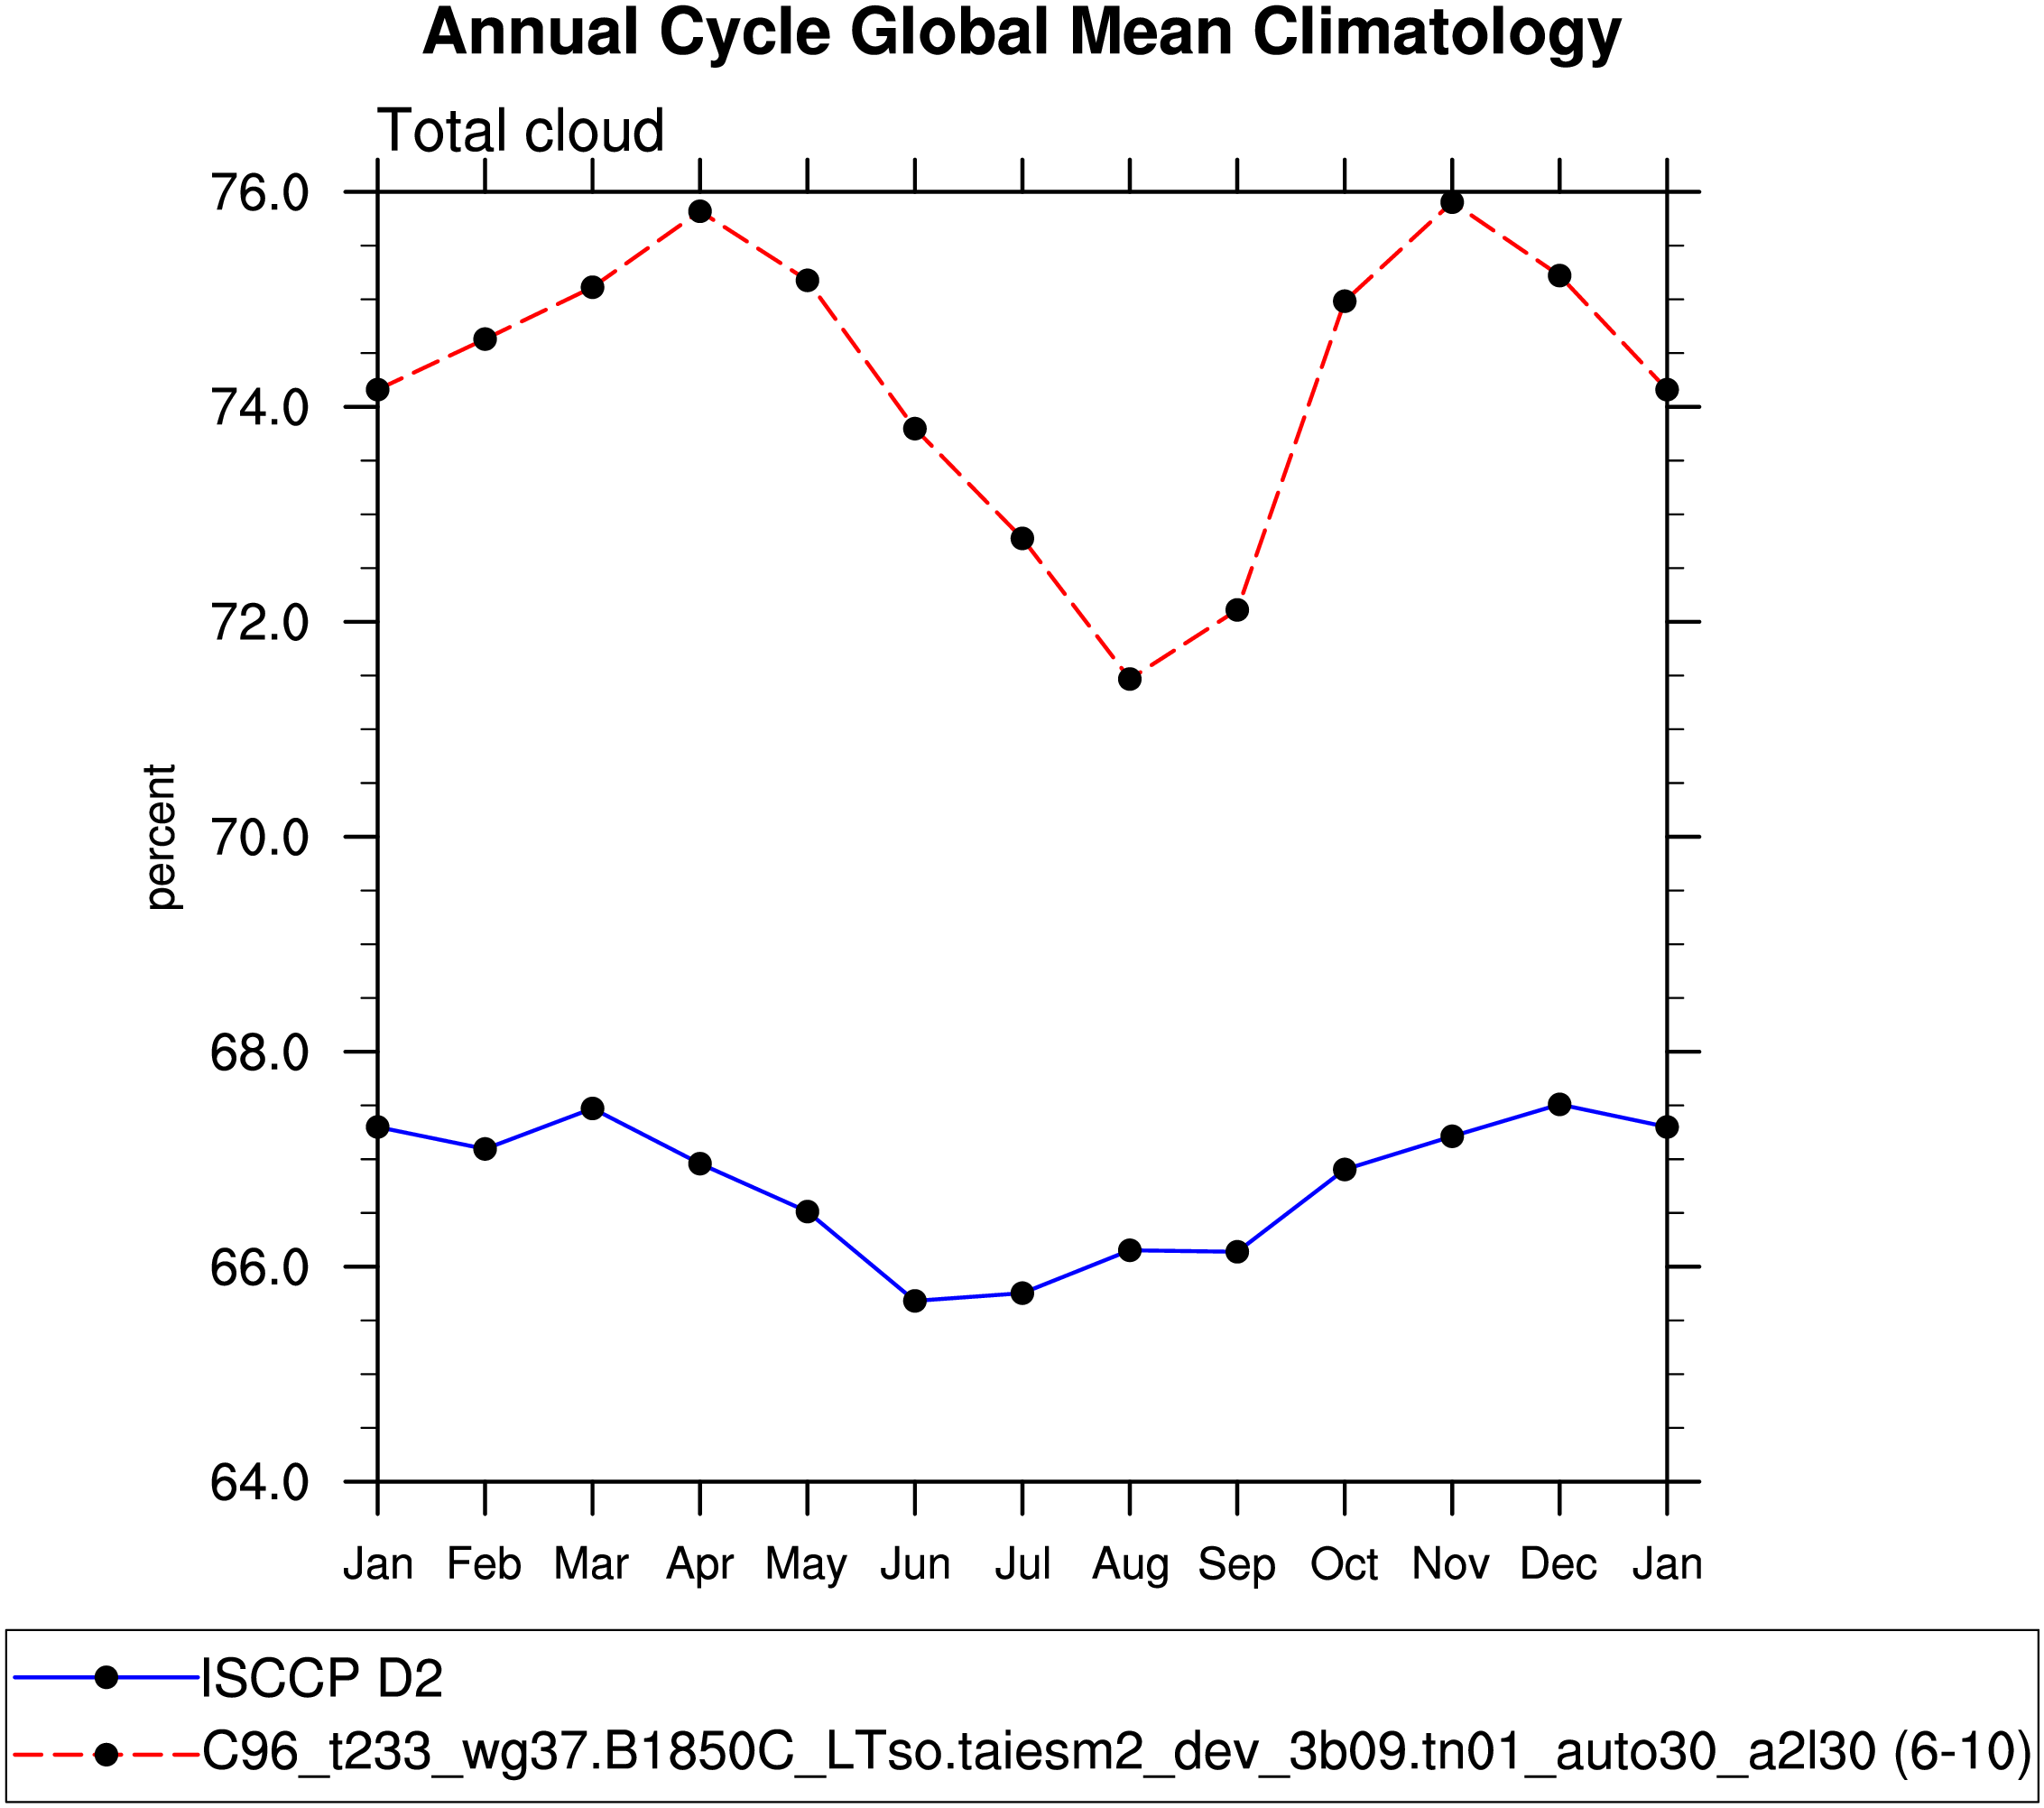 Annual Cycle Global Mean Climatology
Total cloud
76.0
74.0
72.0
70.0
68.0
66.0
64.0
percent
Jan Feb Mar Apr May Jun Jul Aug Sep Oct Nov Dec Jan
ISCCP D2
C96_t233_wg37.B1850C_LTso.taiesm2_dev_3b09.tn01_auto30_a2l30 (6-10)